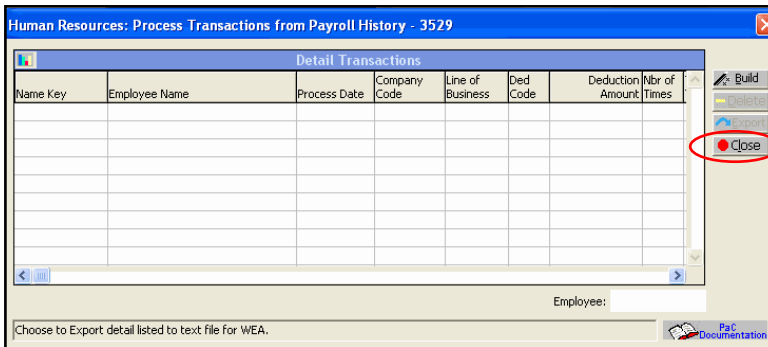 Human Resources: Process Transactions from Payroll History - 3529
Detail Transactions
Name Key Employee Name Process Date Company Code Line of Business Ded Code Deduction Amount Nbr of Times
Build
Delete
Export
Close
Employee:
Choose to Export detail listed to text file for WEA.
PaC
Documentation